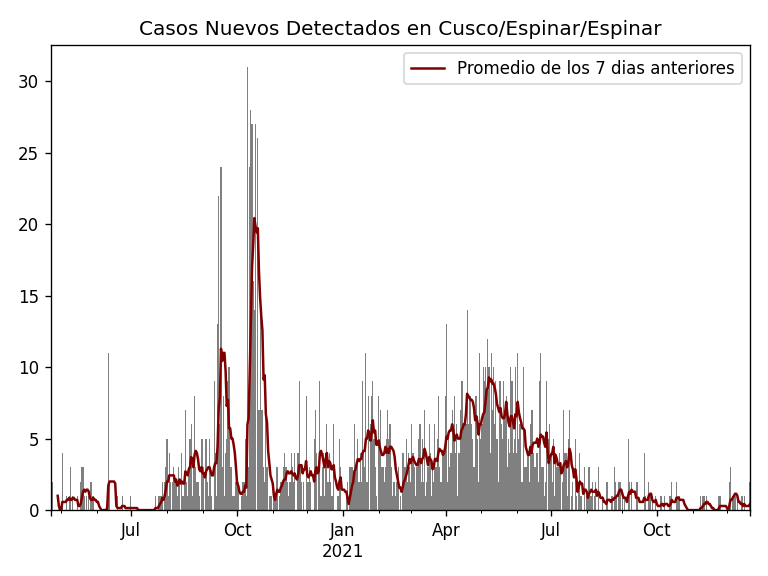 Casos Nuevos Detectados en Cusco/Espinar/Espinar
Promedio de los 7 dias anteriores
30
25
20
15
10
5
0
Jul Oct Jan Apr Jul Oct
2021